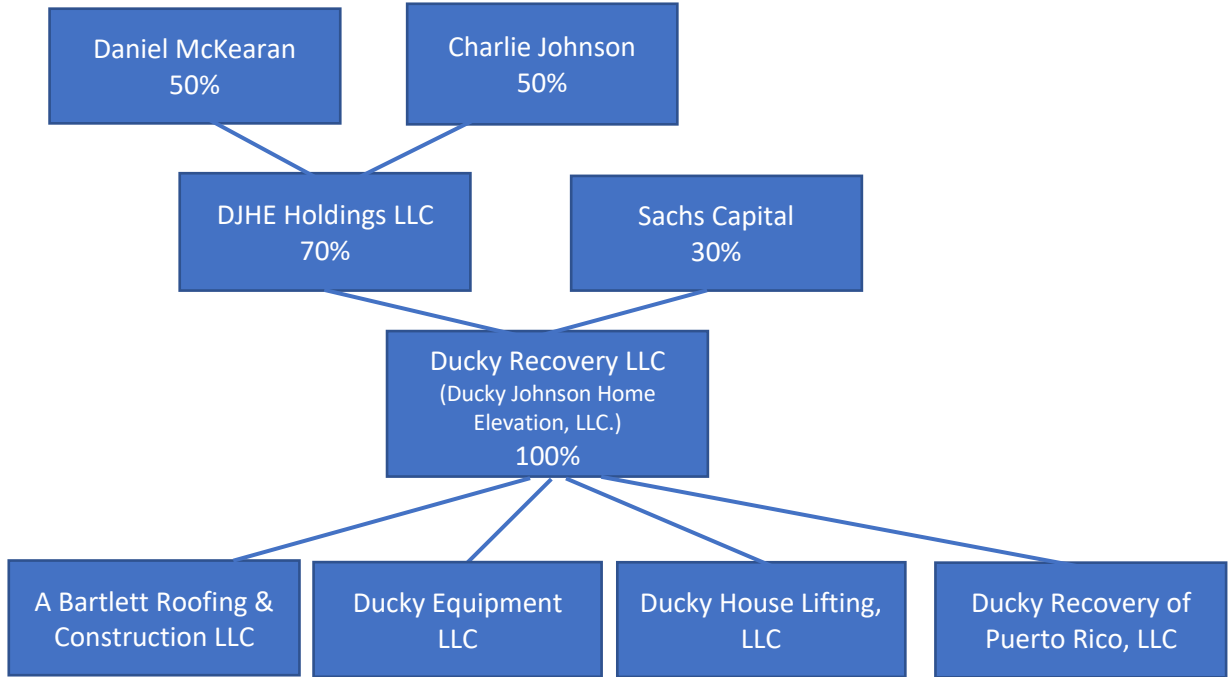 Daniel McKearan
50%
Charlie Johnson
50%
DJHE Holdings LLC
70%
Sachs Capital
30%
Ducky Recovery LLC
(Ducky Johnson Home
Elevation, LLC.)
100%
A Bartlett Roofing &
Construction LLC
Ducky Equipment
LLC
Ducky House Lifting,
LLC
Ducky Recovery of
Puerto Rico, LLC